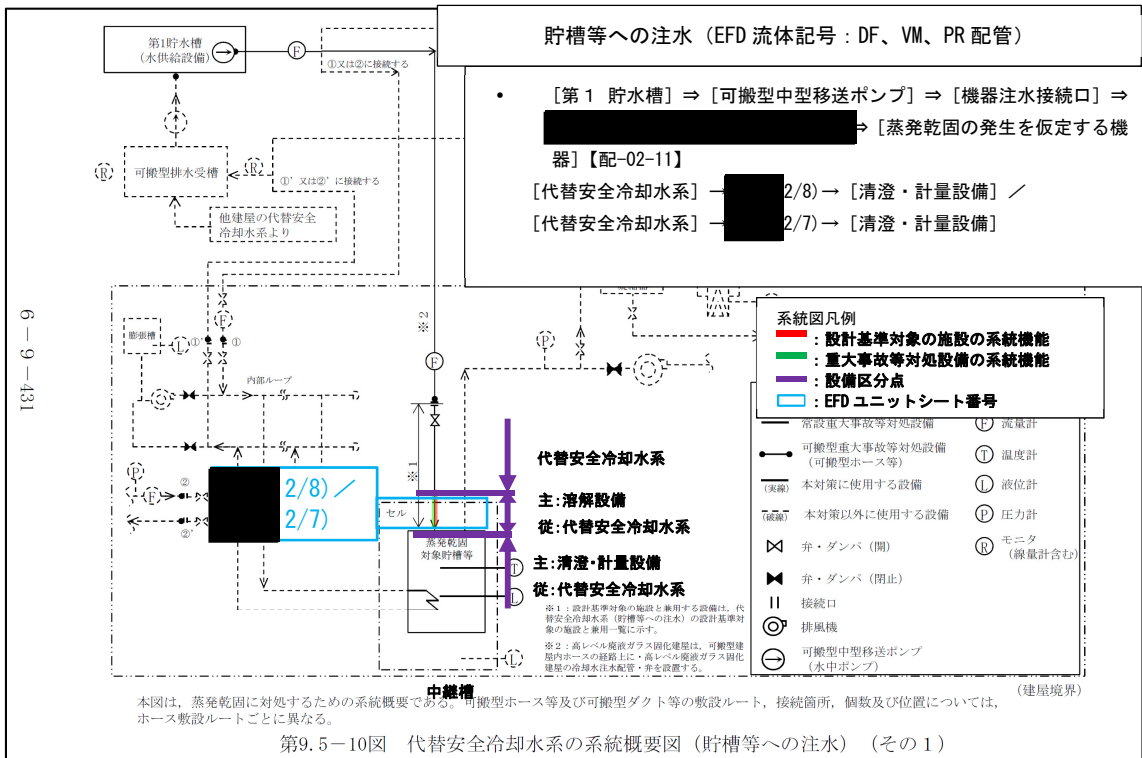 第1貯水槽
(水供給設備)
F
①又は②に接続する
R
可搬型排水受槽
R
①’又は②’に接続する
他建屋の代替安全
冷却水系より
貯槽等への注水（EFD 流体記号：DF、VM、PR 配管）
• [第1 貯水槽] ⇒ [可搬型中型移送ポンプ] ⇒ [機器注水接続口] ⇒
⇒ [蒸発乾固の発生を仮定する機
器]【配-02-11】
[代替安全冷却水系] → 2/8)→ [清澄・計量設備] ／
[代替安全冷却水系] → 2/7)→ [清澄・計量設備]
6－9－431
膨張槽
L
①’
F
①
※2
F
P
内部ループ
※1
P
F
②
②’
2/8) ／
2/7)
セル
蒸発乾固
対象貯槽等
T
L
L
中継槽
代替安全冷却水系
主:溶解設備
従:代替安全冷却水系
主:清澄・計量設備
従:代替安全冷却水系
※1：設計基準対象の施設と兼用する設備は，代
替安全冷却水系（貯槽等への注水）の設計基準対
象の施設と兼用一覧に示す。
※2：高レベル廃液ガラス固化建屋は，可搬型建
屋内ホースの経路上に・高レベル廃液ガラス固化
建屋の冷却水注水配管・弁を設置する。
系統図凡例
：設計基準対象の施設の系統機能
：重大事故等対処設備の系統機能
：設備区分点
：EFD ユニットシート番号
常設重大事故等対処設備
可搬型重大事故等対処設備
（可搬型ホース等）
(実線) 本対策に使用する設備
(破線) 本対策以外に使用する設備
弁・ダンパ（開）
弁・ダンパ（閉止）
接続口
排風機
可搬型中型移送ポンプ
（水中ポンプ）
F 流量計
T 温度計
L 液位計
P 圧力計
R モニタ
（線量計含む）
(建屋境界)
本図は，蒸発乾固に対処するための系統概要である。可搬型ホース等及び可搬型ダクト等の敷設ルート，接続箇所，個数及び位置については，
ホース敷設ルートごとに異なる。
第9.5－10図 代替安全冷却水系の系統概要図（貯槽等への注水）（その１）